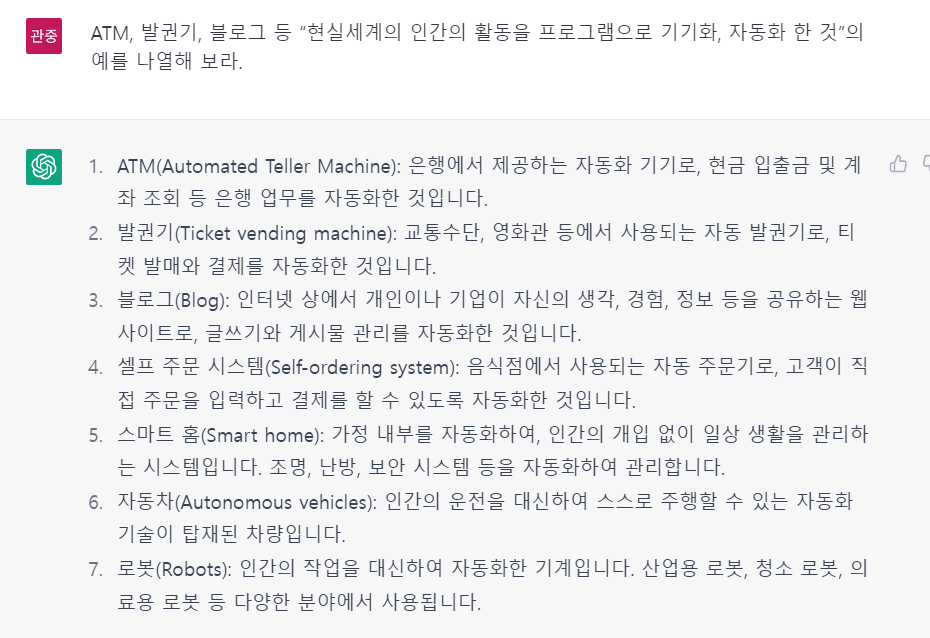 관중
ATM, 발권기, 블로그 등 “현실세계의 인간의 활동을 프로그램으로 기기화, 자동화 한 것”의
예를 나열해 보라.
1. ATM(Automated Teller Machine): 은행에서 제공하는 자동화 기기로, 현금 입출금 및 계
좌 조회 등 은행 업무를 자동화한 것입니다.
2. 발권기(Ticket vending machine): 교통수단, 영화관 등에서 사용되는 자동 발권기로, 티
켓 발매와 결제를 자동화한 것입니다.
3. 블로그(Blog): 인터넷 상에서 개인이나 기업이 자신의 생각, 경험, 정보 등을 공유하는 웹
사이트로, 글쓰기와 게시물 관리를 자동화한 것입니다.
4. 셀프 주문 시스템(Self-ordering system): 음식점에서 사용되는 자동 주문기로, 고객이 직
접 주문을 입력하고 결제를 할 수 있도록 자동화한 것입니다.
5. 스마트 홈(Smart home): 가정 내부를 자동화하여, 인간의 개입 없이 일상 생활을 관리하
는 시스템입니다. 조명, 난방, 보안 시스템 등을 자동화하여 관리합니다.
6. 자동차(Autonomous vehicles): 인간의 운전을 대신하여 스스로 주행할 수 있는 자동화
기술이 탑재된 차량입니다.
7. 로봇(Robots): 인간의 작업을 대신하여 자동화한 기계입니다. 산업용 로봇, 청소 로봇, 의
료용 로봇 등 다양한 분야에서 사용됩니다.